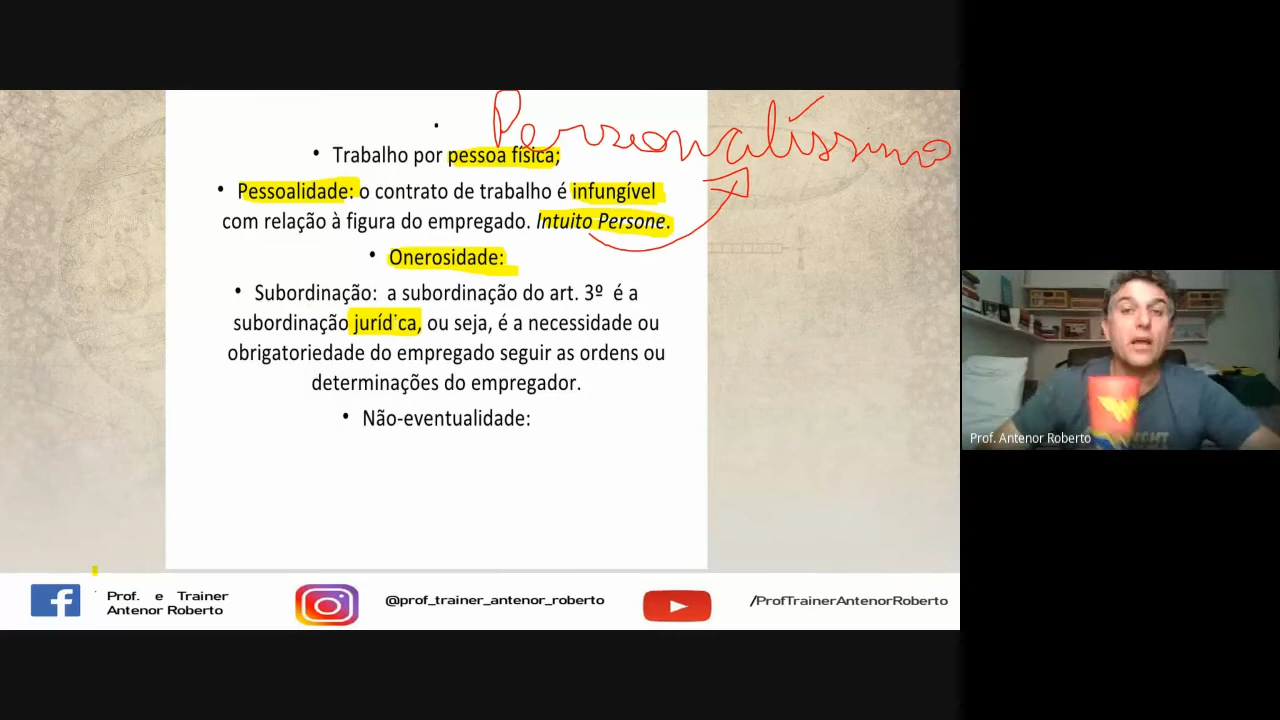 Personalíssimo
• Trabalho por pessoa física;
• Pessoalidade: o contrato de trabalho é infungível
com relação à figura do empregado. Intuito Persone.
• Onerosidade:
• Subordinação: a subordinação do art. 3º é a
subordinação jurídica, ou seja, é a necessidade ou
obrigatoriedade do empregado seguir as ordens ou
determinações do empregador.
• Não-eventualidade:
Prof. Antenor Roberto
Prof. e Trainer
Antenor Roberto
@prof_trainer_antenor_roberto
/ProfTrainerAntenorRoberto